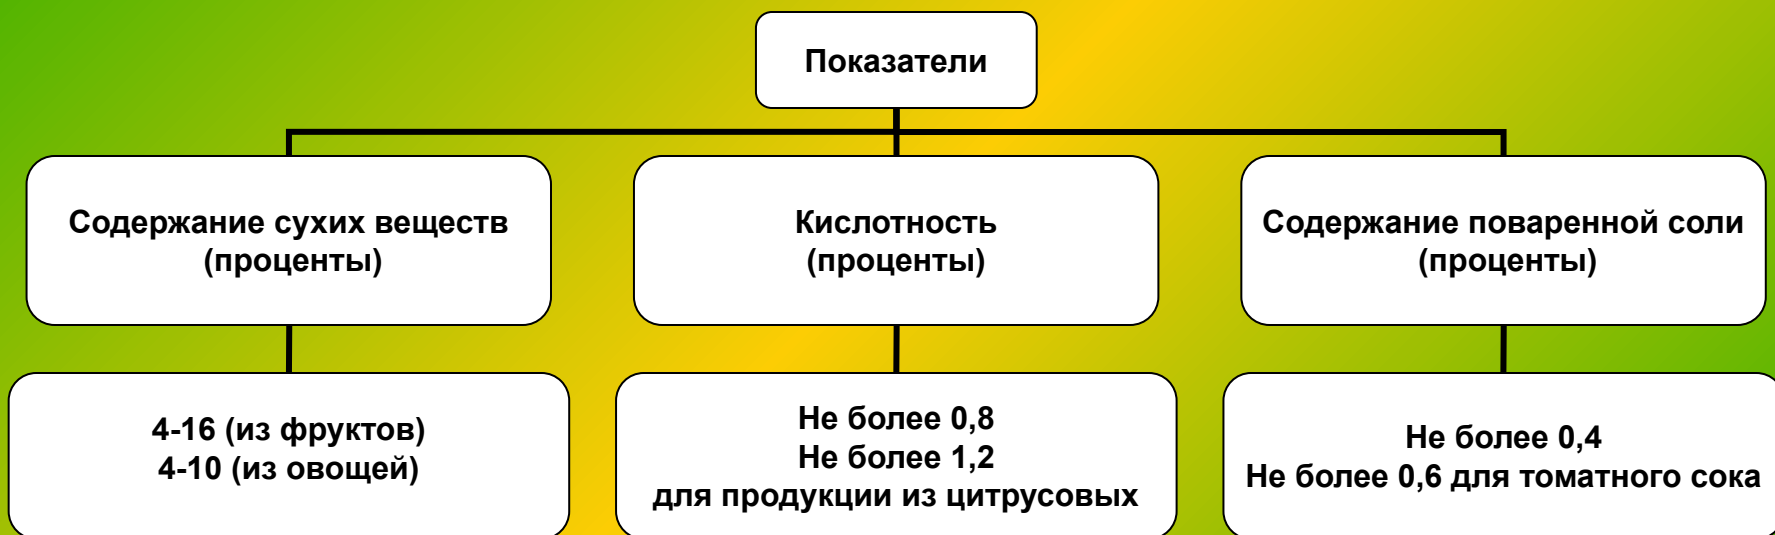 Показатели
Содержание сухих веществ
(проценты)
Кислотность
(проценты)
Содержание поваренной соли
(проценты)
4-16 (из фруктов)
4-10 (из овощей)
Не более 0,8
Не более 1,2
для продукции из цитрусовых
Не более 0,4
Не более 0,6 для томатного сока